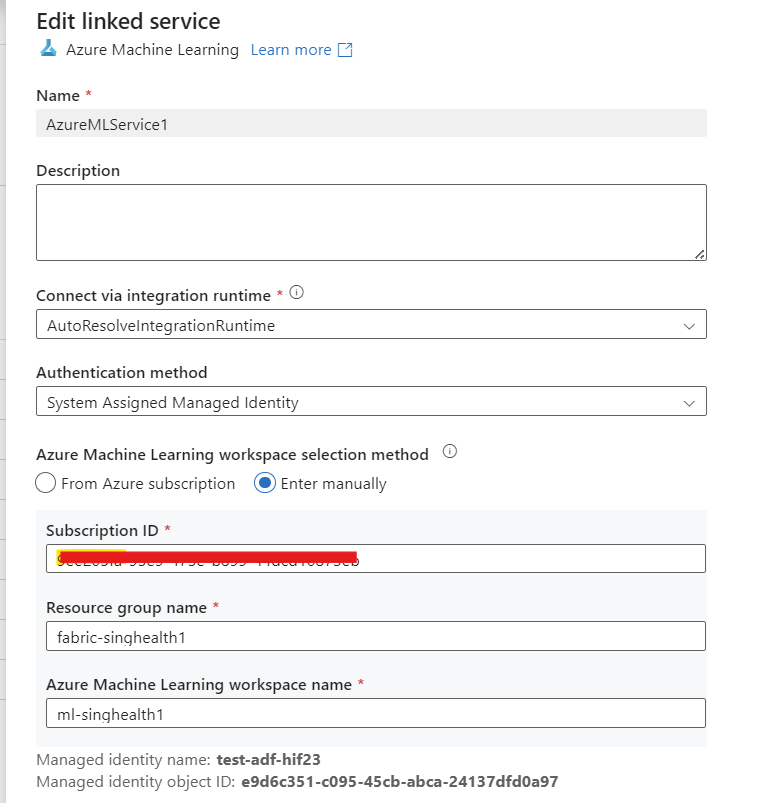 Edit linked service
Azure Machine Learning Learn more
Name *
AzureMLService1
Description
Connect via integration runtime *
AutoResolveIntegrationRuntime
Authentication method
System Assigned Managed Identity
Azure Machine Learning workspace selection method
From Azure subscription Enter manually
Subscription ID *
Resource group name *
fabric-singhealth1
Azure Machine Learning workspace name *
ml-singhealth1
Managed identity name: test-adf-hif23
Managed identity object ID: e9d6c351-c095-45cb-abca-24137dfd0a97